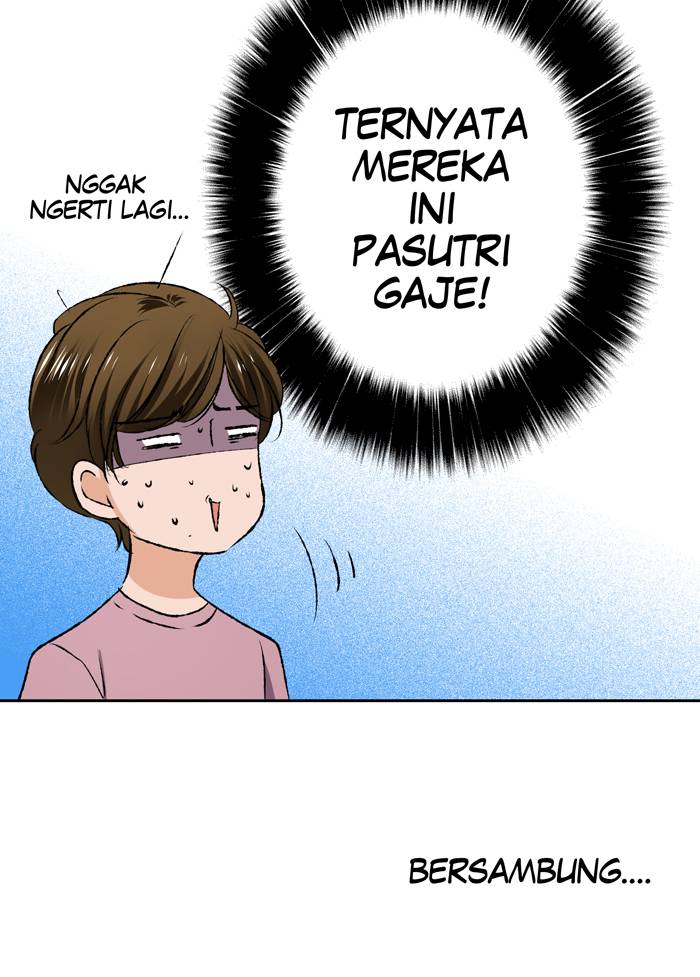 TERNYATA
MEREKA
INI
PASUTRI
GAJE!
NGGAK
NGERTI LAGI...
BERSAMBUNG....